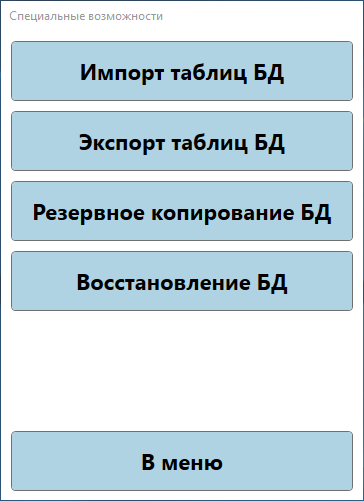 Специальные возможности
Импорт таблиц БД
Экспорт таблиц БД
Резервное копирование БД
Восстановление БД
В меню